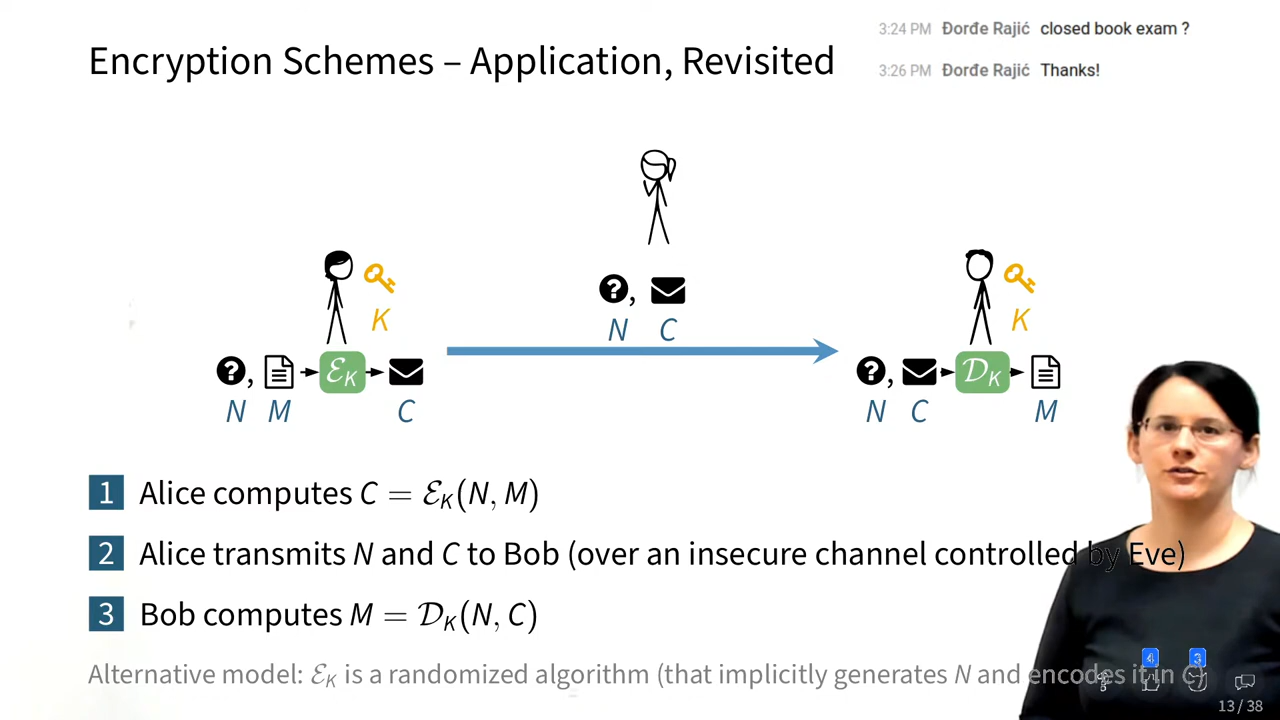 Encryption Schemes – Application, Revisited
3:24 PM Đorđe Rajić closed book exam ?
3:26 PM Đorđe Rajić Thanks!
K
N M ℰK C
N, C
K
N C 𝒟K M
1 Alice computes C = ℰK(N, M)
2 Alice transmits N and C to Bob (over an insecure channel controlled by Eve)
3 Bob computes M = 𝒟K(N, C)
Alternative model: ℰK is a randomized algorithm (that implicitly generates N and encodes it in C)
4 3
13 / 38